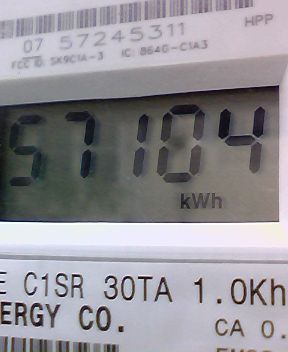 HPP
07 57245311
FCC ID: SK9C1A-3 IC: 864G-C1A3
57104
kWh
E C1SR 30TA 1.0Kh
ERGY CO.
CA 0.